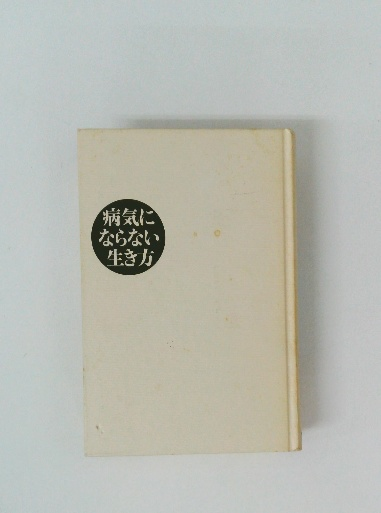 病気に
ならない
生き方